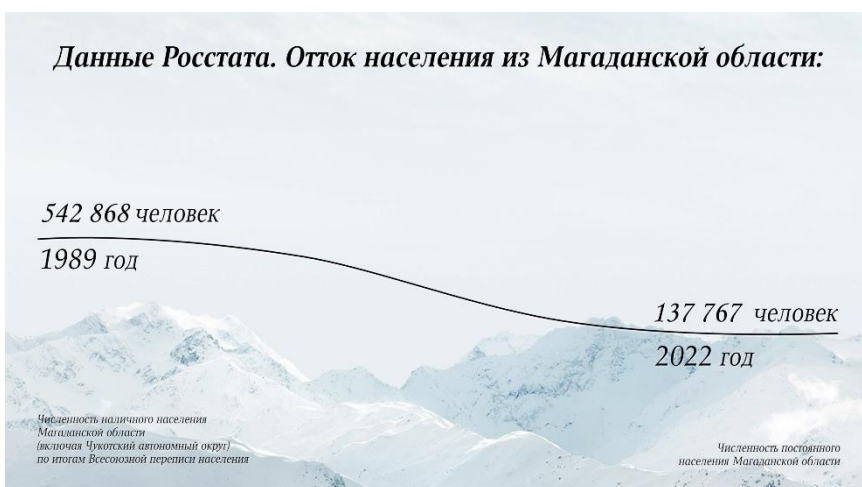 Данные Росстата. Отток населения из Магаданской области:
542 868 человек
1989 год
137 767 человек
2022 год
Численность наличного населения
Магаданской области
(включая Чукотский автономный округ)
по итогам Всесоюзной переписи населения
Численность постоянного
населения Магаданской области